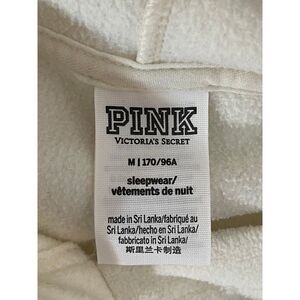 PINK
VICTORIA'S SECRET
M | 170/96A
sleepwear/
vêtements de nuit
made in Sri Lanka/fabriqué au
Sri Lanka/hecho en Sri Lanka/
fabbricato in Sri Lanka/
斯里兰卡制造